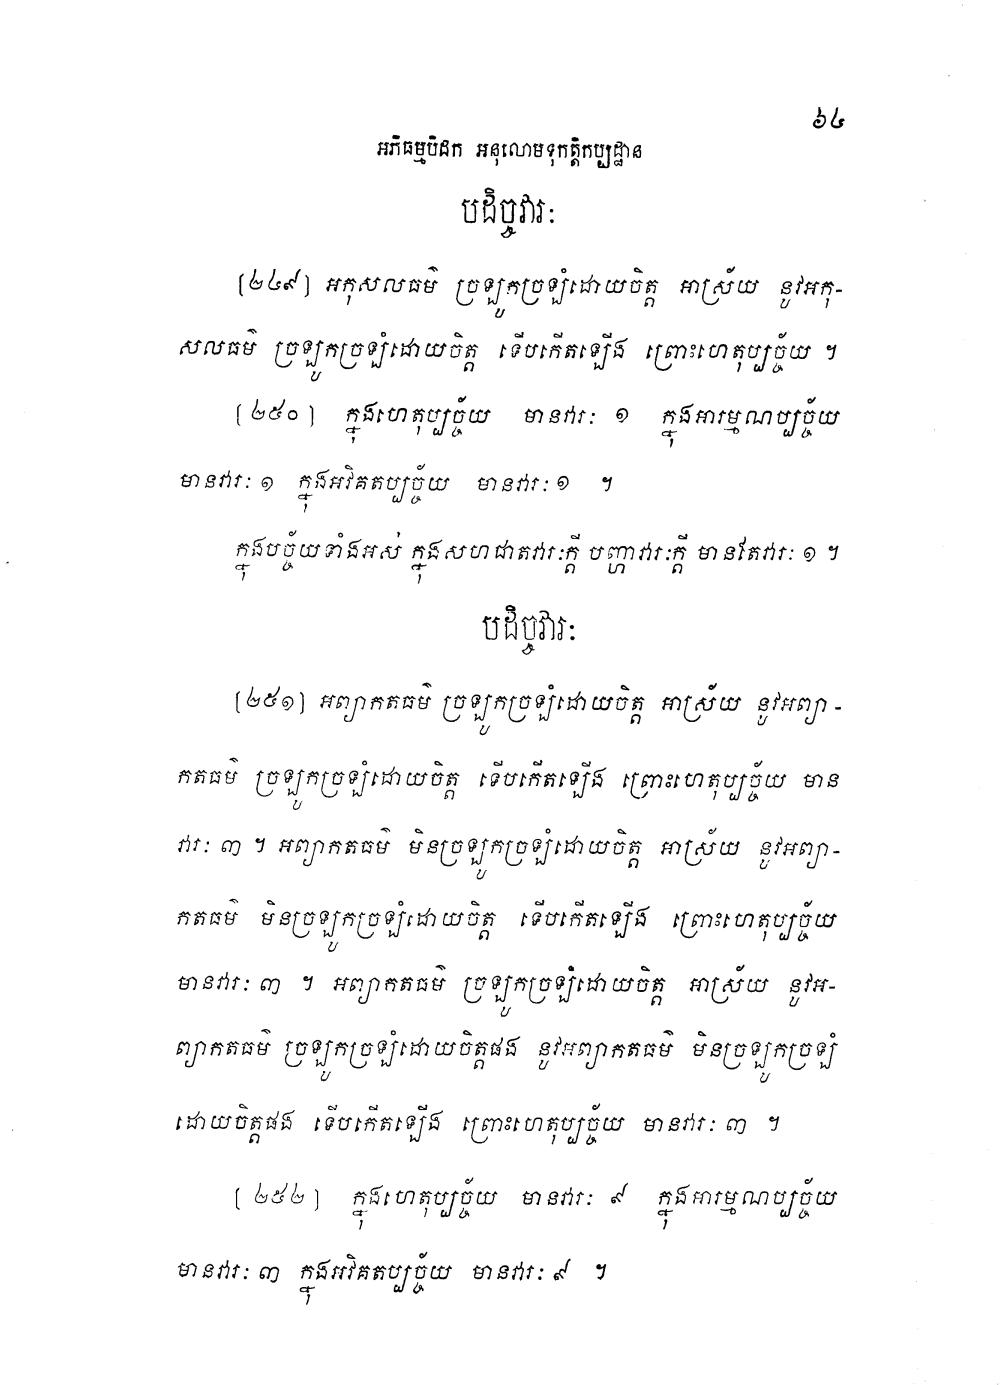 ៦៤
អភិធម្មបិដក អនុលោមទុកត្តិកប្បដ្ឋាន
បដិច្ចវារៈ
[២៤៩] អកុសលធម៌ ច្រឡូកច្រឡំដោយចិត្ត អាស្រ័យ នូវអកុ-
សលធម៌ ច្រឡូកច្រឡំដោយចិត្ត ទើបកើតឡើង ព្រោះហេតុប្បច្ច័យ ។
[២៥០] ក្នុងហេតុប្បច្ច័យ មានវារៈ ១ ក្នុងអារម្មណប្បច្ច័យ
មានវារៈ ១ ក្នុងអវិគតប្បច្ច័យ មានវារៈ ១ ។
ក្នុងបច្ច័យទាំងអស់ ក្នុងសហជាតវារៈក្តី បញ្ហាវារៈក្តី មានតែវារៈ ១ ។
បដិច្ចវារៈ
[២៥១] អព្យាកតធម៌ ច្រឡូកច្រឡំដោយចិត្ត អាស្រ័យ នូវអព្យា-
កតធម៌ ច្រឡូកច្រឡំដោយចិត្ត ទើបកើតឡើង ព្រោះហេតុប្បច្ច័យ មាន
វារៈ ៣ ។ អព្យាកតធម៌ មិនច្រឡូកច្រឡំដោយចិត្ត អាស្រ័យ នូវអព្យា-
កតធម៌ មិនច្រឡូកច្រឡំដោយចិត្ត ទើបកើតឡើង ព្រោះហេតុប្បច្ច័យ
មានវារៈ ៣ ។ អព្យាកតធម៌ ច្រឡូកច្រឡំដោយចិត្ត អាស្រ័យ នូវអ-
ព្យាកតធម៌ ច្រឡូកច្រឡំដោយចិត្តផង នូវអព្យាកតធម៌ មិនច្រឡូកច្រឡំ
ដោយចិត្តផង ទើបកើតឡើង ព្រោះហេតុប្បច្ច័យ មានវារៈ ៣ ។
[២៥២] ក្នុងហេតុប្បច្ច័យ មានវារៈ ៩ ក្នុងអារម្មណប្បច្ច័យ
មានវារៈ ៣ ក្នុងអវិគតប្បច្ច័យ មានវារៈ ៩ ។